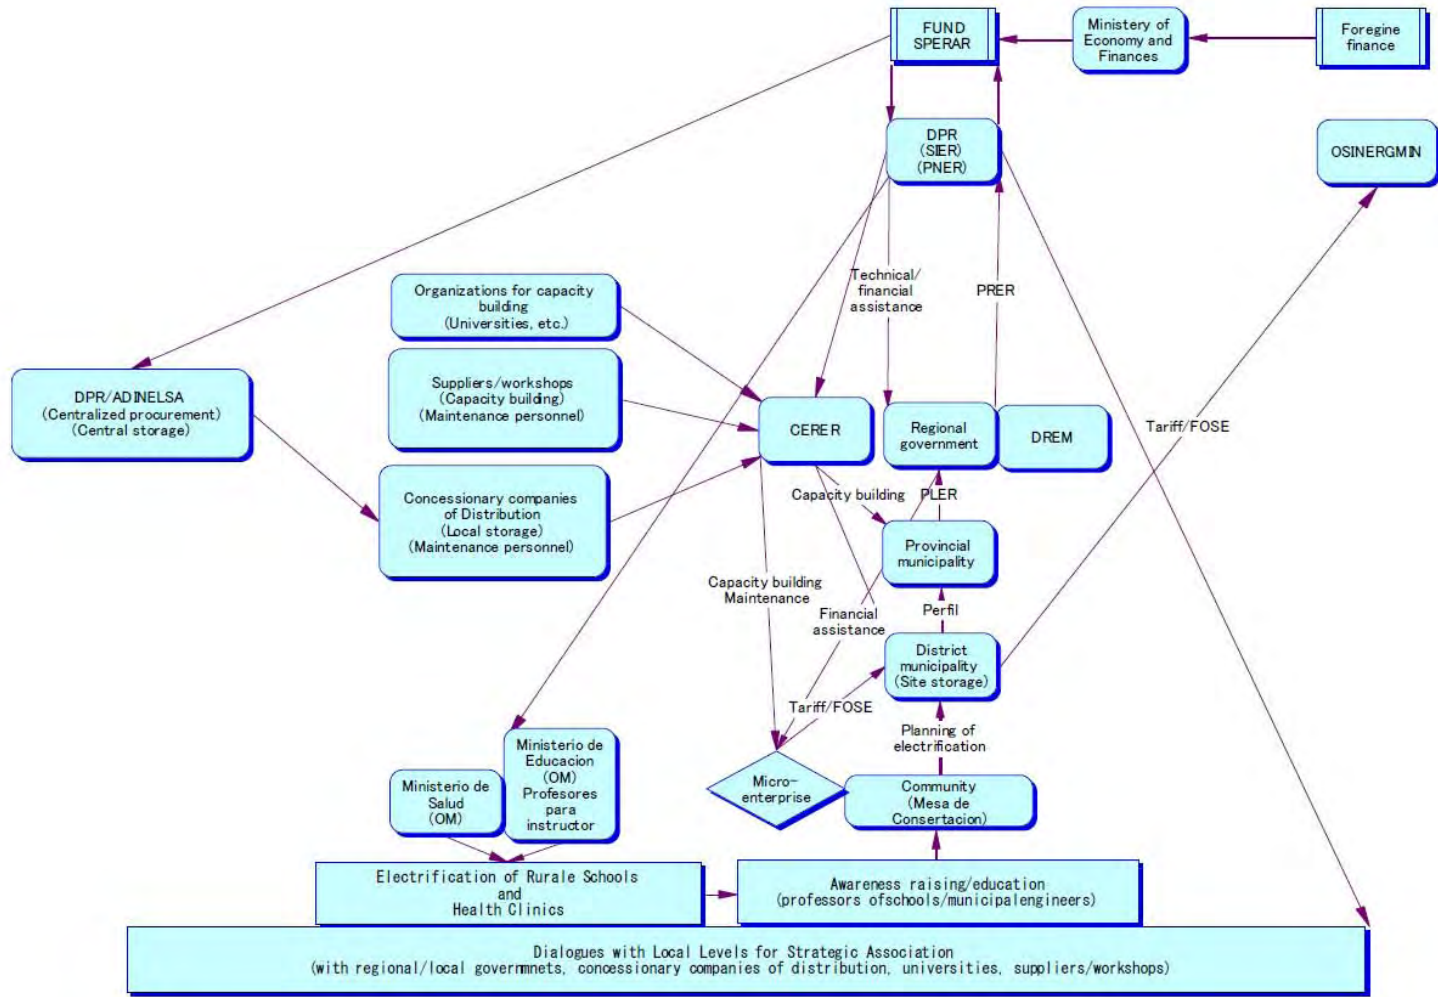 FUND
SPERAR
Ministery of
Economy and
Finances
Foregine
finance
DPR
(SIER)
(PNER)
OSINERGMIN
Technical/
financial
assistance
PRER
Organizations for capacity
building
(Universities, etc.)
Suppliers/workshops
(Capacity building)
(Maintenance personnel)
DPR/ADINELSA
(Centralized procurement)
(Central storage)
CERER
Regional
government
DREM
Tariff/FOSE
Concessionary companies
of Distribution
(Local storage)
(Maintenance personnel)
Capacity building
PLER
Provincial
municipality
Capacity building
Maintenance
Financial
assistance
Perfil
District
municipality
(Site storage)
Tariff/FOSE
Planning of
electrification
Ministerio de
Salud
(OM)
Ministerio de
Educacion
(OM)
Profesores
para
instructor
Micro-
enterprise
Community
(Mesa de
Consertacion)
Electrification of Rurale Schools
and
Health Clinics
Awareness raising/education
(professors ofschools/municipalengineers)
Dialogues with Local Levels for Strategic Association
(with regional/local governmnets, concessionary companies of distribution, universities, suppliers/workshops)